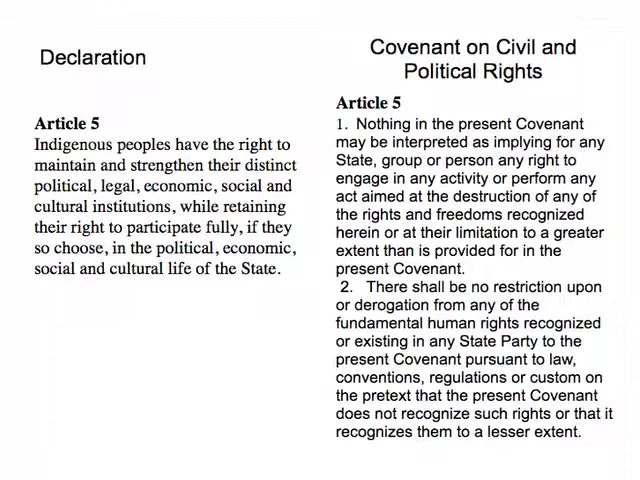 Declaration
Article 5
Indigenous peoples have the right to
maintain and strengthen their distinct
political, legal, economic, social and
cultural institutions, while retaining
their right to participate fully, if they
so choose, in the political, economic,
social and cultural life of the State.
Covenant on Civil and
Political Rights
Article 5
1. Nothing in the present Covenant
may be interpreted as implying for any
State, group or person any right to
engage in any activity or perform any
act aimed at the destruction of any of
the rights and freedoms recognized
herein or at their limitation to a greater
extent than is provided for in the
present Covenant.
2. There shall be no restriction upon
or derogation from any of the
fundamental human rights recognized
or existing in any State Party to the
present Covenant pursuant to law,
conventions, regulations or custom on
the pretext that the present Covenant
does not recognize such rights or that it
recognizes them to a lesser extent.